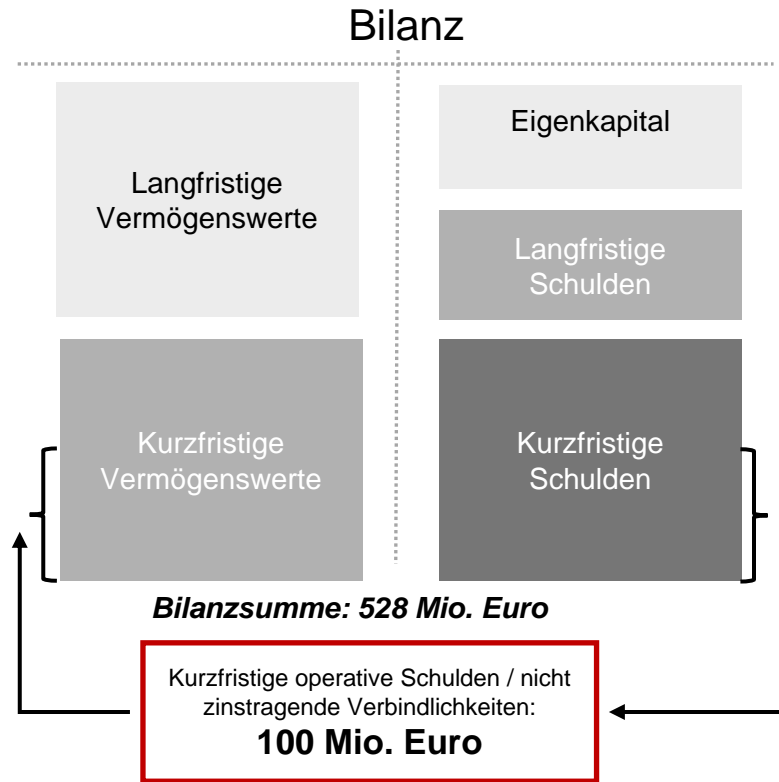 Bilanz
Langfristige
Vermögenswerte
Eigenkapital
Langfristige
Schulden
Kurzfristige
Vermögenswerte
Kurzfristige
Schulden
Bilanzsumme: 528 Mio. Euro
Kurzfristige operative Schulden / nicht
zinstragende Verbindlichkeiten:
100 Mio. Euro